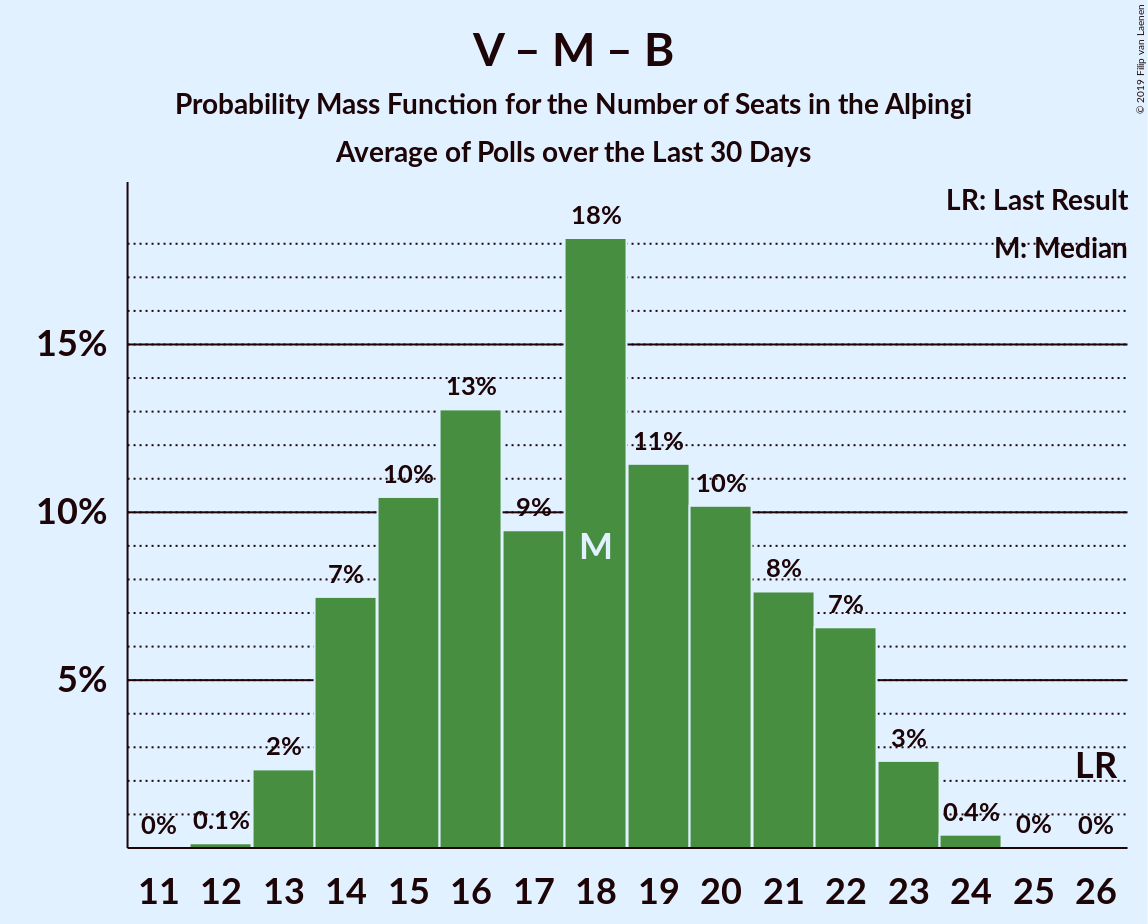 V – M – B
Probability Mass Function for the Number of Seats in the Alþingi
Average of Polls over the Last 30 Days
© 2019 Filip van Laenen
LR: Last Result
M: Median
18%
15%
13%
11%
10%
10%
10%
9%
M
8%
7%
7%
5%
2%
3%
LR
0%
0.1%
0.4%
0%
0%
11 12 13 14 15 16 17 18 19 20 21 22 23 24 25 26